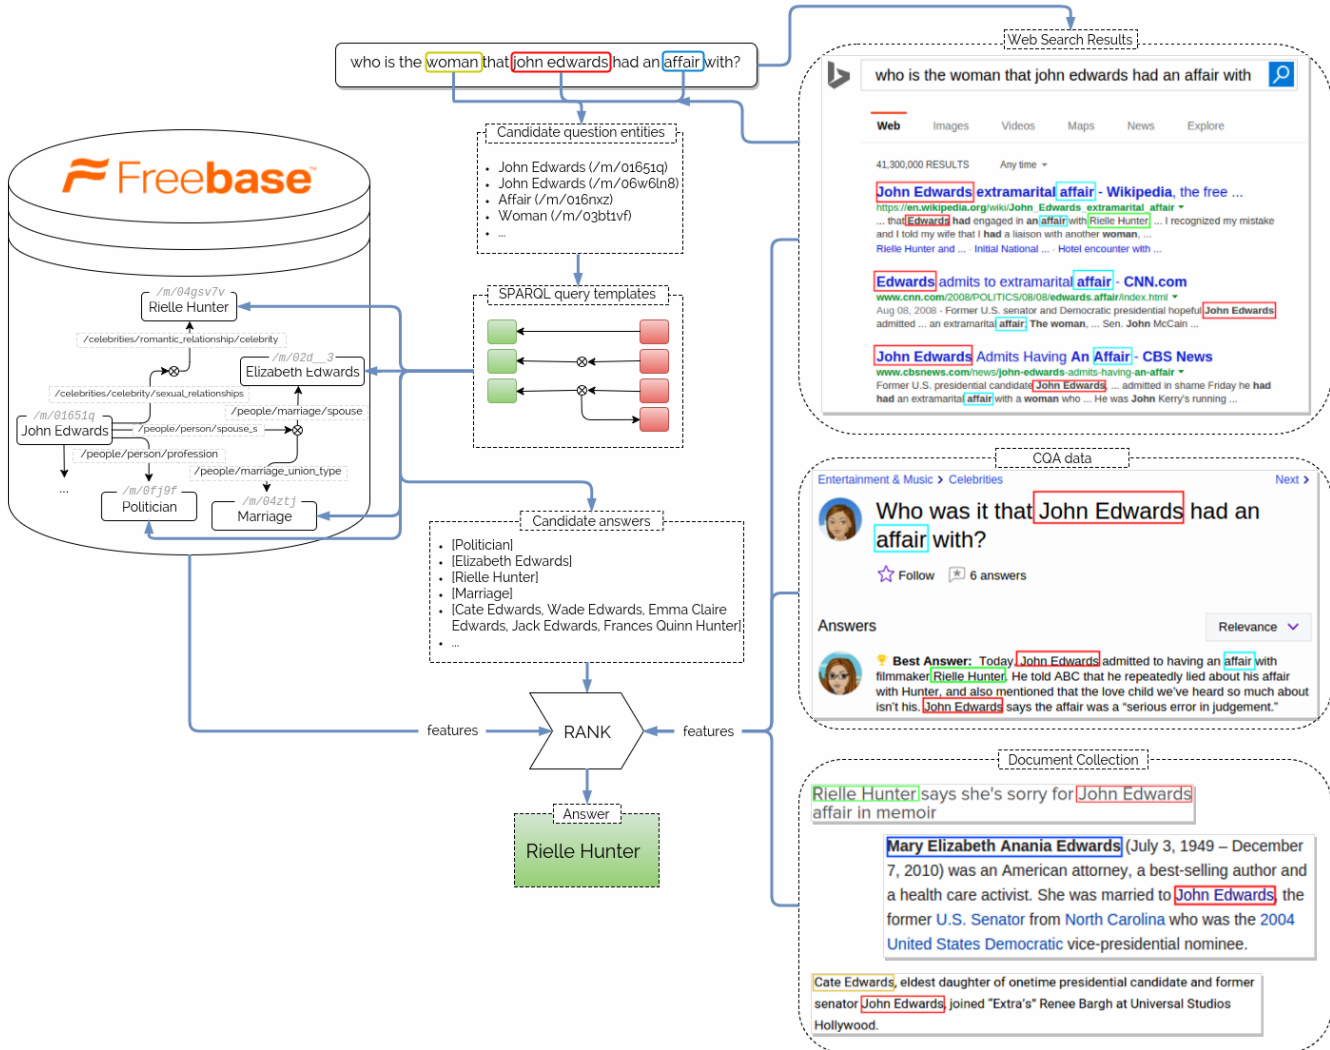 who is the woman that john edwards had an affair with?
Candidate question entities
• John Edwards (/m/01651q)
• John Edwards (/m/06w6ln8)
• Affair (/m/016nxz)
• Woman (/m/03bt1vf)
• ...
SPARQL query templates
Freebase™
/m/04gsv7v
Rielle Hunter
/celebrities/romantic_relationship/celebrity
/m/02d__3
Elizabeth Edwards
/celebrities/celebrity/sexual_relationships
/people/marriage/spouse
/m/01651q
John Edwards
/people/person/spouse_s
/people/person/profession
/people/marriage_union_type
...
/m/0fj9f
Politician
/m/04ztj
Marriage
Candidate answers
• [Politician]
• [Elizabeth Edwards]
• [Rielle Hunter]
• [Marriage]
• [Cate Edwards, Wade Edwards, Emma Claire
Edwards, Jack Edwards, Frances Quinn Hunter]
• ...
features
RANK
features
Answer
Rielle Hunter
Web Search Results
who is the woman that john edwards had an affair with
Web Images Videos Maps News Explore
41,300,000 RESULTS Any time
John Edwards extramarital affair - Wikipedia, the free ...
https://en.wikipedia.org/wiki/John_Edwards_extramarital_affair
... that Edwards had engaged in an affair with Rielle Hunter. ... I recognized my mistake
and I told my wife that I had a liaison with another woman, ...
Rielle Hunter and ... · Initial National ... · Hotel encounter with ...
Edwards admits to extramarital affair - CNN.com
www.cnn.com/2008/POLITICS/08/08/edwards.affair/index.html
Aug 08, 2008 · Former U.S. senator and Democratic presidential hopeful John Edwards
admitted ... an extramarital affair; The woman, ... Sen. John McCain ...
John Edwards Admits Having An Affair - CBS News
www.cbsnews.com/news/john-edwards-admits-having-an-affair
Former U.S. presidential candidate John Edwards, ... admitted in shame Friday he had
had an extramarital affair with a woman who ... He was John Kerry's running ...
CQA data
Entertainment & Music > Celebrities Next >
Who was it that John Edwards had an
affair with?
Follow 6 answers
Answers
Relevance
Best Answer: Today, John Edwards admitted to having an affair with
filmmaker Rielle Hunter. He told ABC that he repeatedly lied about his affair
with Hunter, and also mentioned that the love child we've heard so much about
isn't his. John Edwards says the affair was a "serious error in judgement."
Document Collection
Rielle Hunter says she's sorry for John Edwards
affair in memoir
Mary Elizabeth Anania Edwards (July 3, 1949 – December
7, 2010) was an American attorney, a best-selling author and
a health care activist. She was married to John Edwards, the
former U.S. Senator from North Carolina who was the 2004
United States Democratic vice-presidential nominee.
Cate Edwards, eldest daughter of onetime presidential candidate and former
senator John Edwards, joined "Extra's" Renee Bargh at Universal Studios
Hollywood.